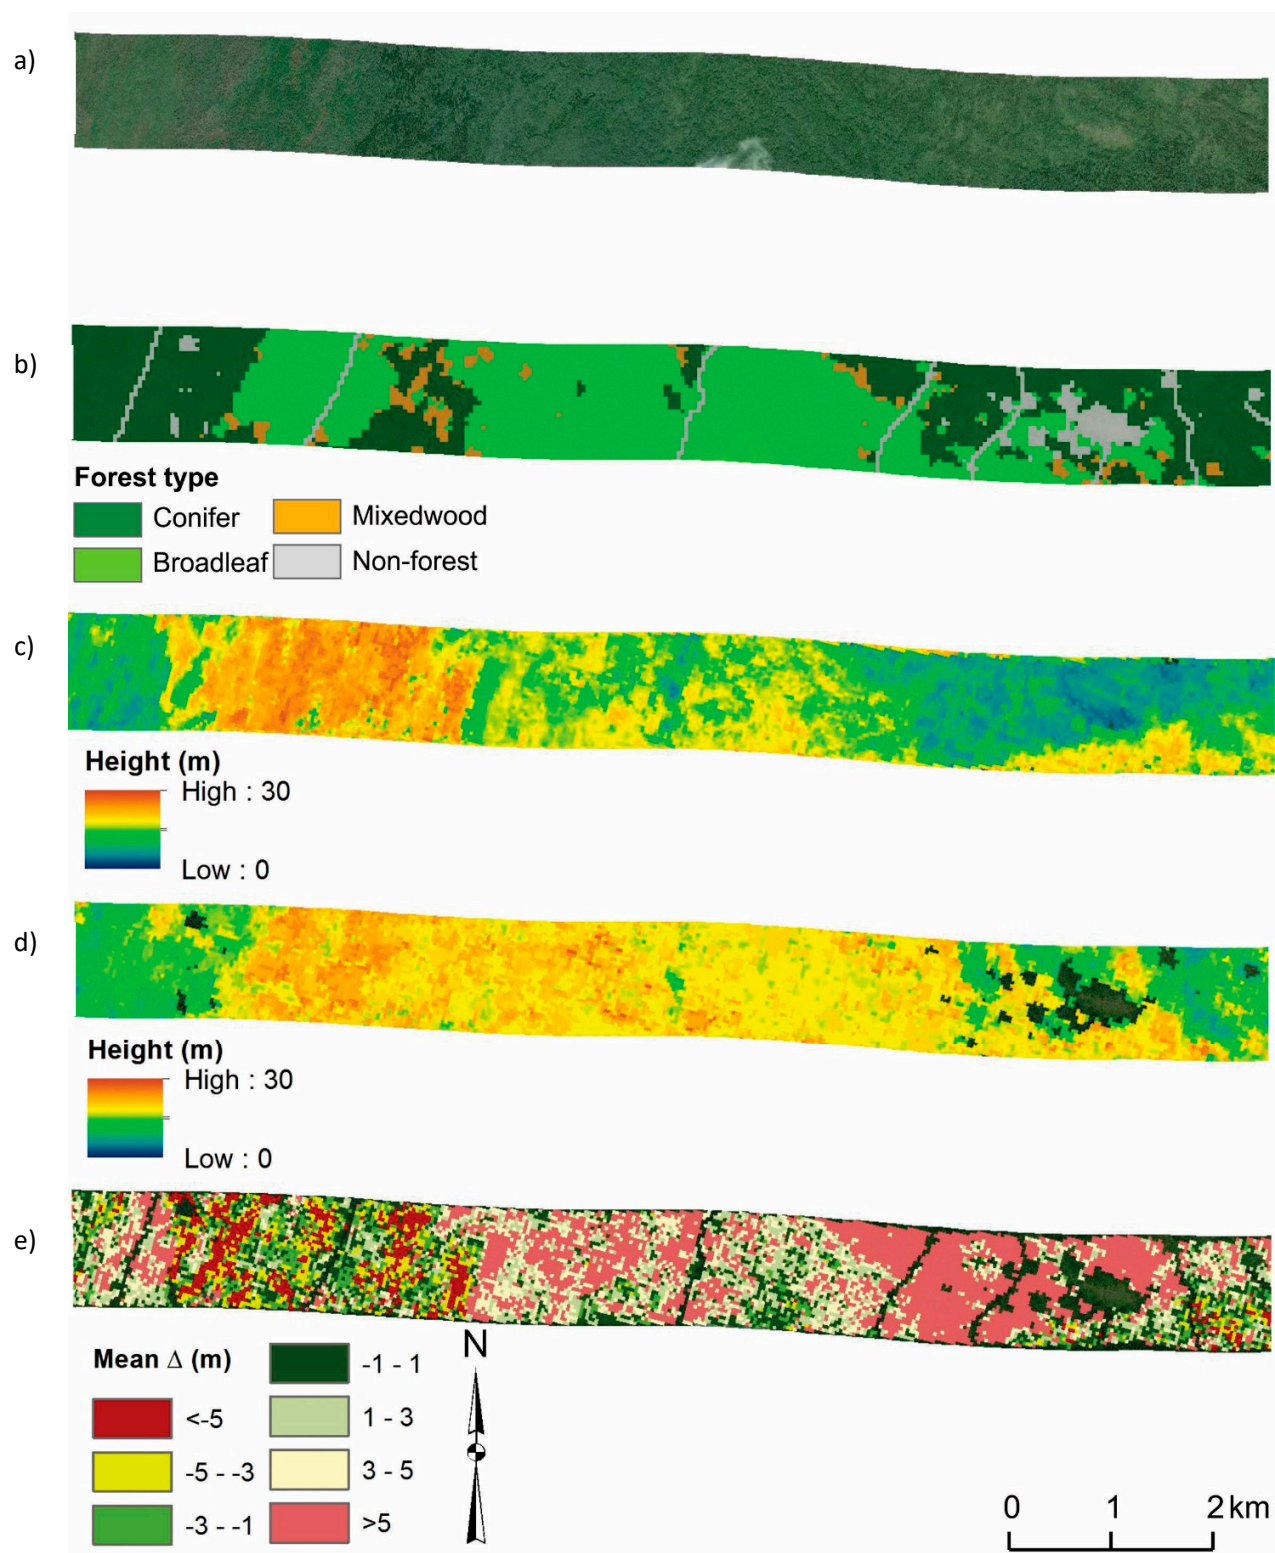 a)
b)
Forest type
Conifer Mixedwood
Broadleaf Non-forest
c)
Height (m)
High : 30
Low : 0
d)
Height (m)
High : 30
Low : 0
e)
N
Mean Δ (m) -1 - 1
<-5 1 - 3
-5 - -3 3 - 5
-3 - -1 >5
0 1 2 km